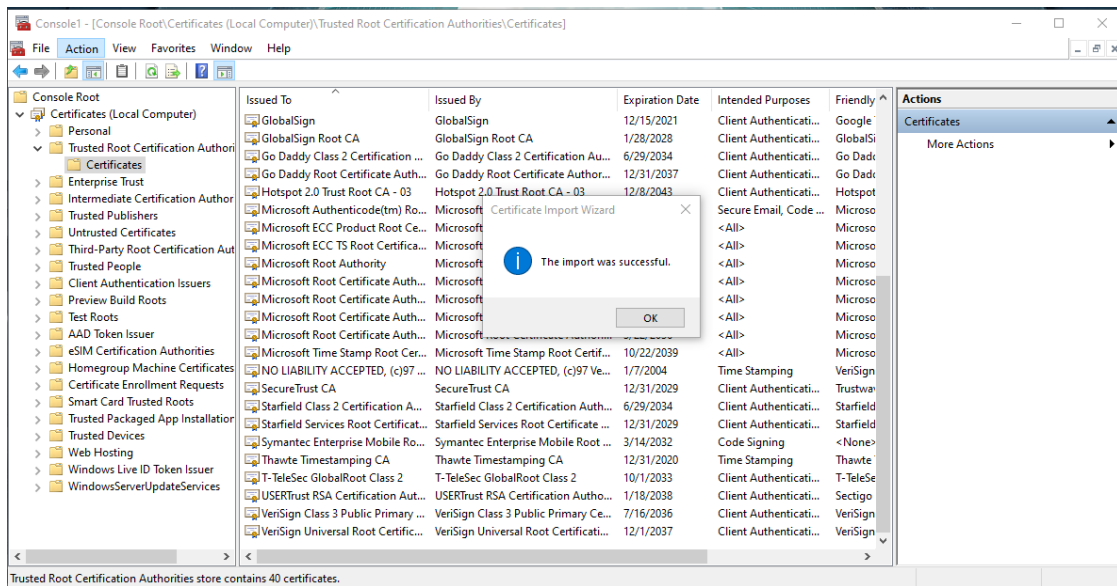 Console1 - [Console Root\Certificates (Local Computer)\Trusted Root Certification Authorities\Certificates]
File Action View Favorites Window Help
Console Root
Certificates (Local Computer)
Personal
Trusted Root Certification Authori
Certificates
Enterprise Trust
Intermediate Certification Author
Trusted Publishers
Untrusted Certificates
Third-Party Root Certification Aut
Trusted People
Client Authentication Issuers
Preview Build Roots
Test Roots
AAD Token Issuer
eSIM Certification Authorities
Homegroup Machine Certificates
Certificate Enrollment Requests
Smart Card Trusted Roots
Trusted Packaged App Installation
Trusted Devices
Web Hosting
Windows Live ID Token Issuer
WindowsServerUpdateServices
Issued To Issued By Expiration Date Intended Purposes Friendly
GlobalSign GlobalSign 12/15/2021 Client Authenticati... Google
GlobalSign Root CA GlobalSign Root CA 1/28/2028 Client Authenticati... GlobalSi
Go Daddy Class 2 Certification ... Go Daddy Class 2 Certification Au... 6/29/2034 Client Authenticati... Go Dadd
Go Daddy Root Certificate Auth... Go Daddy Root Certificate Author... 12/31/2037 Client Authenticati... Go Dadd
Hotspot 2.0 Trust Root CA - 03 Hotspot 2.0 Trust Root CA - 03 12/8/2043 Client Authenticati... Hotspot
Microsoft Authenticode(tm) Ro... Microsoft Secure Email, Code ... Microso
Microsoft ECC Product Root Ce... Microsoft <All> Microso
Microsoft ECC TS Root Certifica... Microsoft <All> Microso
Microsoft Root Authority Microsoft <All> Microso
Microsoft Root Certificate Auth... Microsoft <All> Microso
Microsoft Root Certificate Auth... Microsoft <All> Microso
Microsoft Root Certificate Auth... Microsoft <All> Microso
Microsoft Root Certificate Auth... Microsoft <All> Microso
Microsoft Time Stamp Root Cer... Microsoft Time Stamp Root Certif... 10/22/2039 <All> Microso
NO LIABILITY ACCEPTED, (c)97 ... NO LIABILITY ACCEPTED, (c)97 Ve... 1/7/2004 Time Stamping VeriSign
SecureTrust CA SecureTrust CA 12/31/2029 Client Authenticati... Trustwav
Starfield Class 2 Certification A... Starfield Class 2 Certification Auth... 6/29/2034 Client Authenticati... Starfield
Starfield Services Root Certificat... Starfield Services Root Certificate ... 12/31/2029 Client Authenticati... Starfield
Symantec Enterprise Mobile Ro... Symantec Enterprise Mobile Root ... 3/14/2032 Code Signing <None>
Thawte Timestamping CA Thawte Timestamping CA 12/31/2020 Time Stamping Thawte
T-TeleSec GlobalRoot Class 2 T-TeleSec GlobalRoot Class 2 10/1/2033 Client Authenticati... T-TeleSe
USERTrust RSA Certification Aut... USERTrust RSA Certification Autho... 1/18/2038 Client Authenticati... Sectigo
VeriSign Class 3 Public Primary ... VeriSign Class 3 Public Primary Ce... 7/16/2036 Client Authenticati... VeriSign
VeriSign Universal Root Certific... VeriSign Universal Root Certificati... 12/1/2037 Client Authenticati... VeriSign
Certificate Import Wizard
The import was successful.
OK
Actions
Certificates
More Actions
Trusted Root Certification Authorities store contains 40 certificates.